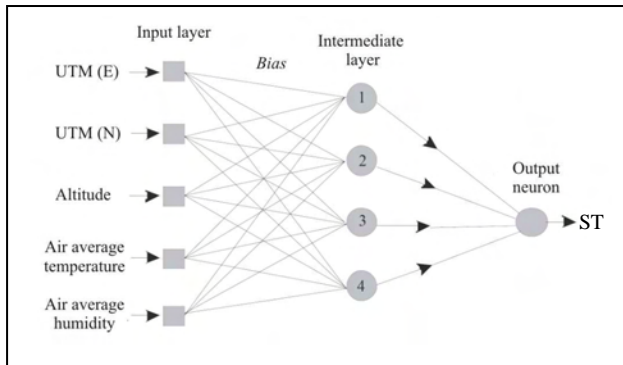 Input layer
Bias
Intermediate
layer
UTM (E)
1
UTM (N)
2
Output
neuron
Altitude
3
ST
Air average
temperature
4
Air average
humidity